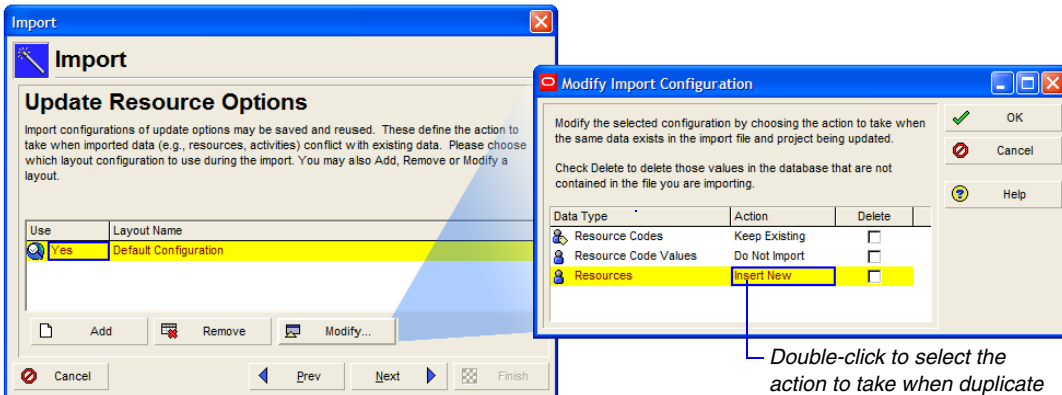 Import
Import
Update Resource Options
Import configurations of update options may be saved and reused. These define the action to
take when imported data (e.g., resources, activities) conflict with existing data. Please choose
which layout configuration to use during the import. You may also Add, Remove or Modify a
layout.
Use Layout Name
Yes Default Configuration
Add Remove Modify...
Cancel Prev Next Finish
Modify Import Configuration
Modify the selected configuration by choosing the action to take when
the same data exists in the import file and project being updated.
Check Delete to delete those values in the database that are not
contained in the file you are importing.
Data Type Action Delete
Resource Codes Keep Existing
Resource Code Values Do Not Import
Resources Insert New
OK
Cancel
Help
Double-click to select the
action to take when duplicate